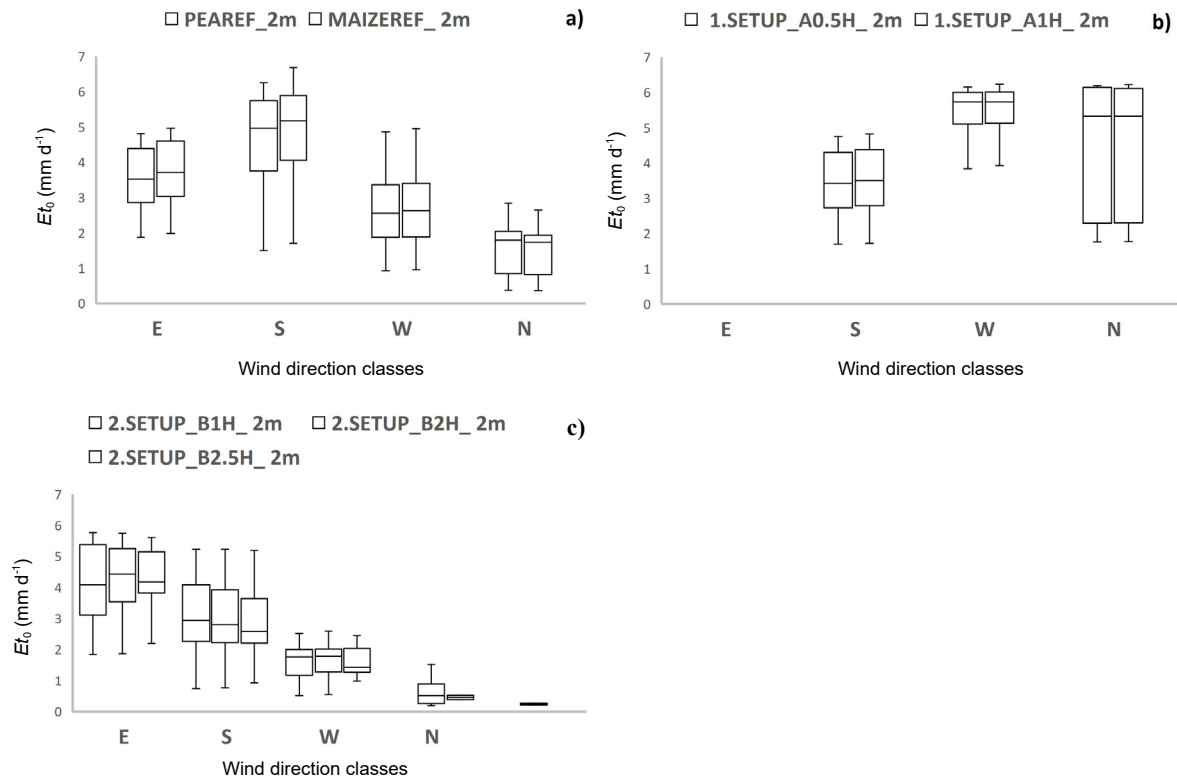 PEAREF_2m MAIZEREF_2m a)
7
6
5
4
3
2
1
0
Et0 (mm d-1)
E S W N
Wind direction classes
1.SETUP_A0.5H_ 2m 1.SETUP_A1H_ 2m b)
7
6
5
4
3
2
1
0
Et0 (mm d-1)
E S W N
Wind direction classes
2.SETUP_B1H_ 2m 2.SETUP_B2H_ 2m c)
2.SETUP_B2.5H_ 2m
7
6
5
4
3
2
1
0
Et0 (mm d-1)
E S W N
Wind direction classes